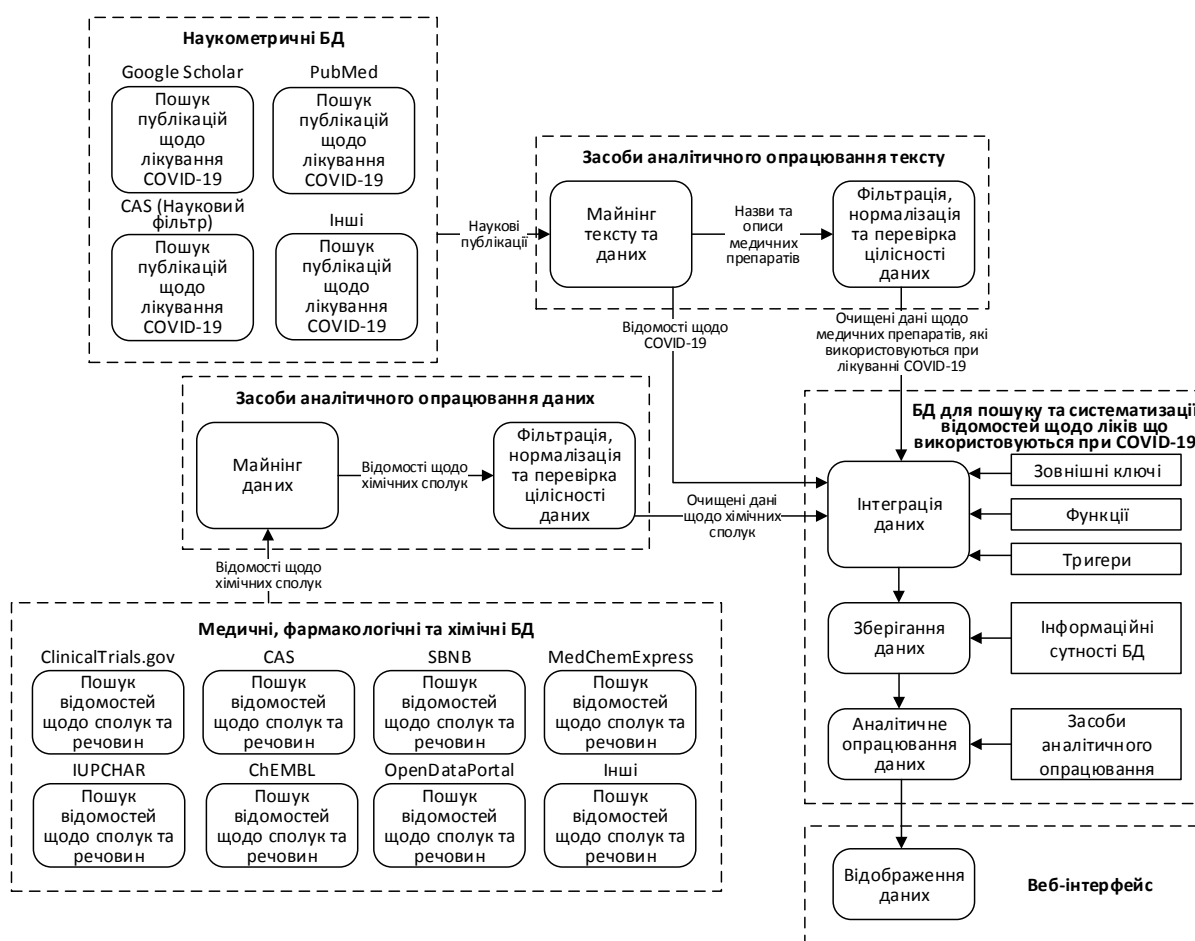 Наукометричні БД
Google Scholar
PubMed
Пошук
публікацій
щодо
лікування
COVID-19
Пошук
публікацій
щодо
лікування
COVID-19
CAS (Науковий
фільтр)
Інші
Пошук
публікацій
щодо
лікування
COVID-19
Пошук
публікацій
щодо
лікування
COVID-19
Наукові
публікації
Засоби аналітичного опрацювання тексту
Майнінг
тексту та
даних
Назви та
описи
медичних
препаратів
Фільтрація,
нормалізація
та перевірка
цілісності
даних
Відомості щодо
COVID-19
Очищені дані щодо
медичних препаратів, які
використовуються при
лікуванні COVID-19
Засоби аналітичного опрацювання даних
Майнінг
даних
Відомості щодо
хімічних сполук
Фільтрація,
нормалізація
та перевірка
цілісності
даних
Очищені дані
щодо хімічних
сполук
Відомості щодо
хімічних сполук
БД для пошуку та систематизації
відомостей щодо ліків що
використовуються при COVID-19
Інтеграція
даних
Зовнішні ключі
Функції
Тригери
Зберігання
даних
Інформаційні
сутності БД
Аналітичне
опрацювання
даних
Засоби
аналітичного
опрацювання
Медичні, фармакологічні та хімічні БД
ClinicalTrials.gov
CAS
SBNB
MedChemExpress
Пошук
відомостей
щодо сполук та
речовин
Пошук
відомостей
щодо сполук та
речовин
Пошук
відомостей
щодо сполук та
речовин
Пошук
відомостей
щодо сполук та
речовин
IUPCHAR
ChEMBL
OpenDataPortal
Інші
Пошук
відомостей
щодо сполук та
речовин
Пошук
відомостей
щодо сполук та
речовин
Пошук
відомостей
щодо сполук та
речовин
Пошук
відомостей
щодо сполук та
речовин
Відображення
даних
Веб-інтерфейс